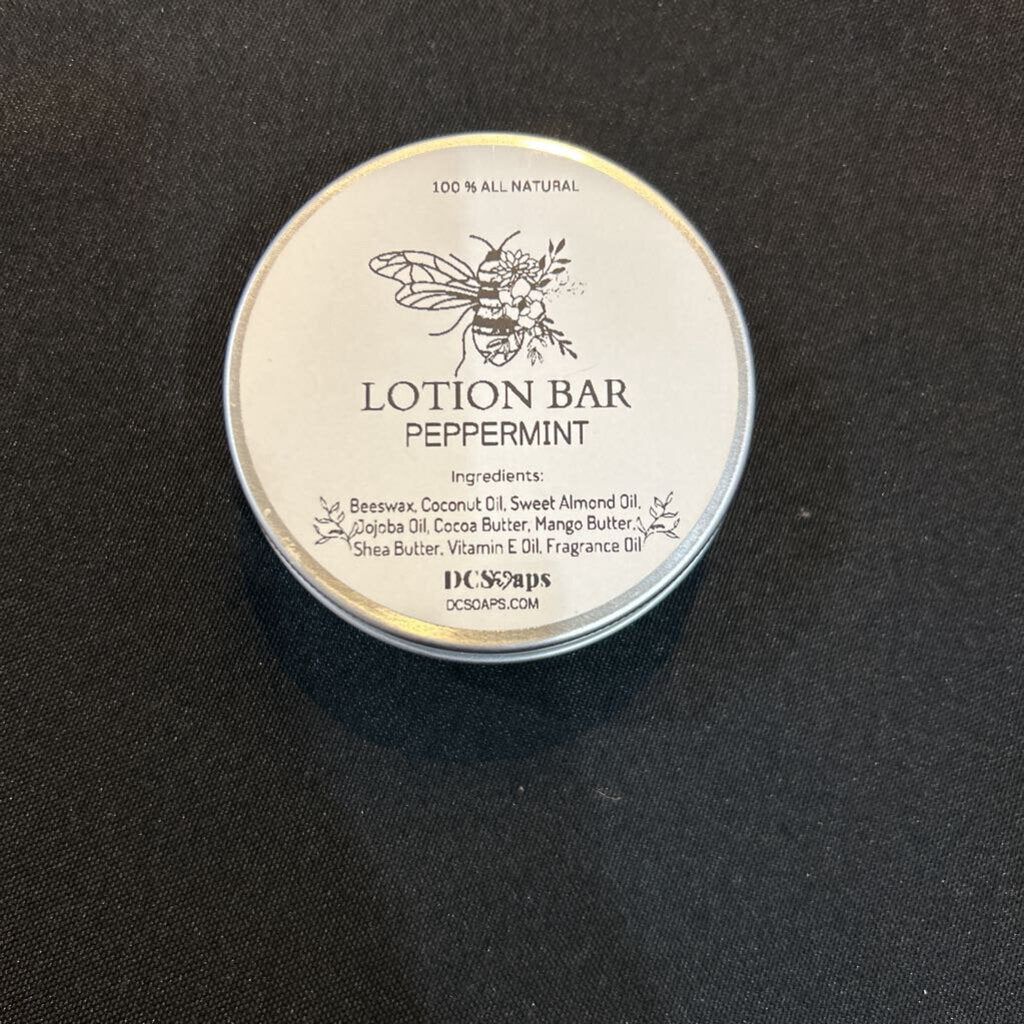 100 % ALL NATURAL
LOTION BAR
PEPPERMINT
Ingredients:
Beeswax, Coconut Oil, Sweet Almond Oil,
Jojoba Oil, Cocoa Butter, Mango Butter,
Shea Butter, Vitamin E Oil, Fragrance Oil
DCSoaps
DCSOAPS.COM